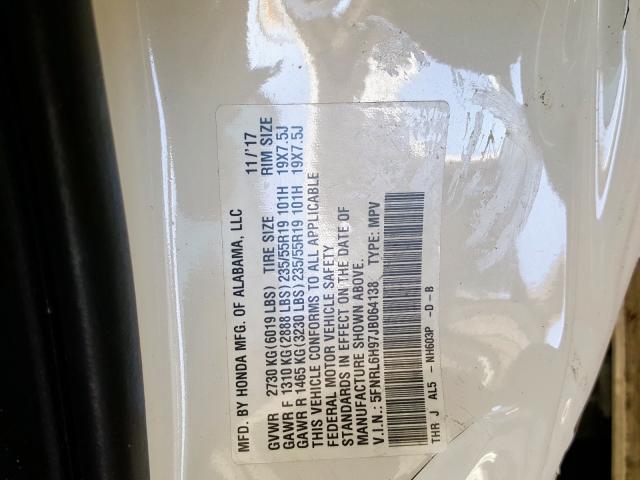 MFD. BY HONDA MFG. OF ALABAMA, LLC 11/'17
GVWR 2730 KG (6019 LBS) TIRE SIZE RIM SIZE
GAWR F 1310 KG (2888 LBS) 235/55R19 101H 19X7.5J
GAWR R 1465 KG (3230 LBS) 235/55R19 101H 19X7.5J
THIS VEHICLE CONFORMS TO ALL APPLICABLE
FEDERAL MOTOR VEHICLE SAFETY
STANDARDS IN EFFECT ON THE DATE OF
MANUFACTURE SHOWN ABOVE.
V.I.N.: 5FNRL6H97JB064138 TYPE: MPV
THR J AL5 - NH603P -D-B